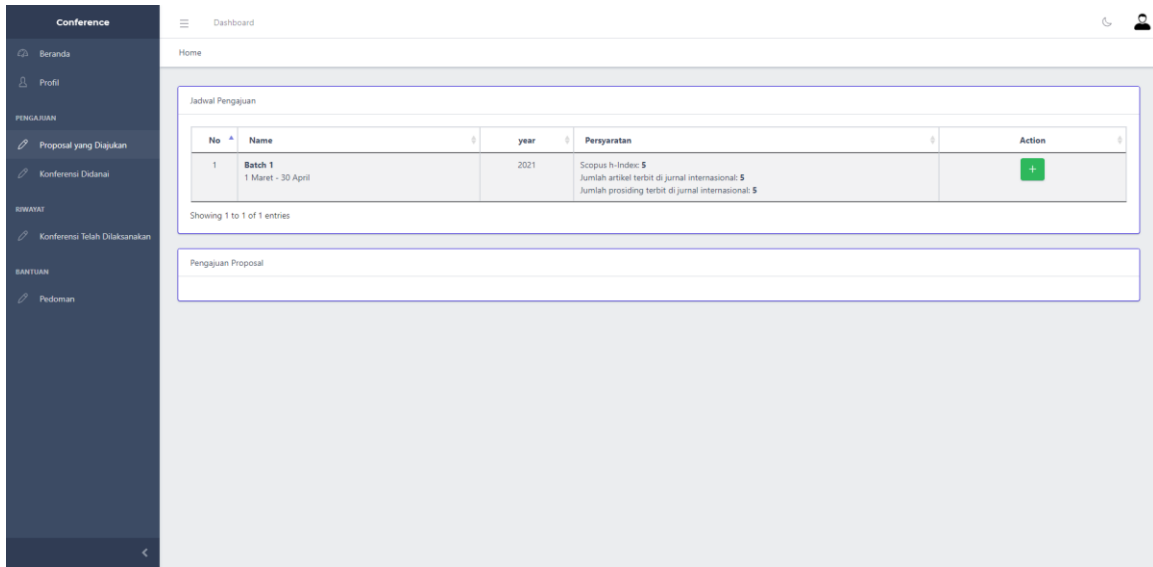 Conference
Dashboard
Beranda
Home
Profil
PENGAJUAN
Proposal yang Diajukan
Konferensi Didanai
RIWAYAT
Konferensi Telah Dilaksanakan
BANTUAN
Pedoman
Jadwal Pengajuan
No Name year Persyaratan Action
1 Batch 1 2021 Scopus h-Index: 5 +
1 Maret - 30 April Jumlah artikel terbit di jurnal internasional: 5
Jumlah prosiding terbit di jurnal internasional: 5
Showing 1 to 1 of 1 entries
Pengajuan Proposal